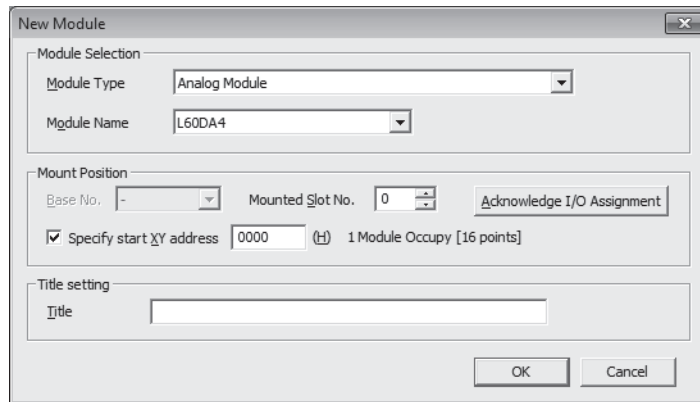 New Module
Module Selection
Module Type Analog Module
Module Name L60DA4
Mount Position
Base No. - Mounted Slot No. 0 Acknowledge I/O Assignment
Specify start XY address 0000 (H) 1 Module Occupy [16 points]
Title setting
Title
OK Cancel